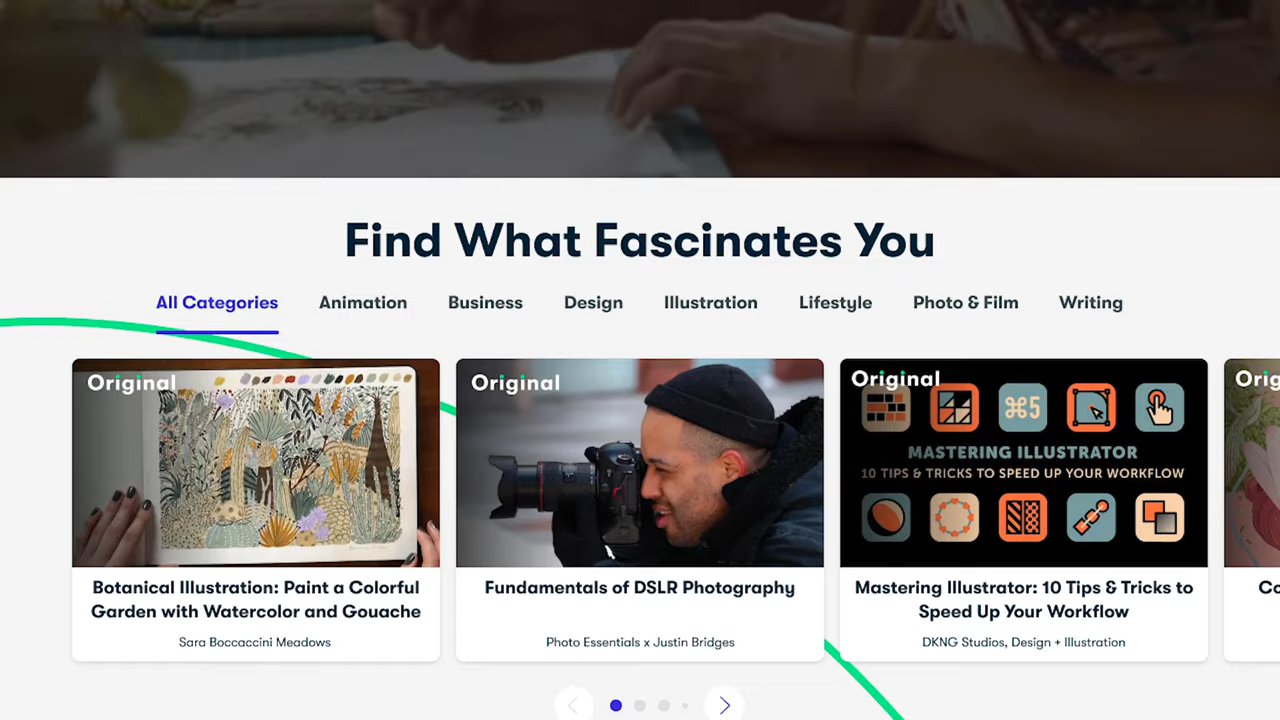 Find What Fascinates You
All Categories Animation Business Design Illustration Lifestyle Photo & Film Writing
Original
Original
Original
⌘5
MASTERING ILLUSTRATOR
10 TIPS & TRICKS TO SPEED UP YOUR WORKFLOW
Botanical Illustration: Paint a Colorful
Garden with Watercolor and Gouache
Sara Boccaccini Meadows
Fundamentals of DSLR Photography
Photo Essentials x Justin Bridges
Mastering Illustrator: 10 Tips & Tricks to
Speed Up Your Workflow
DKNG Studios, Design + Illustration